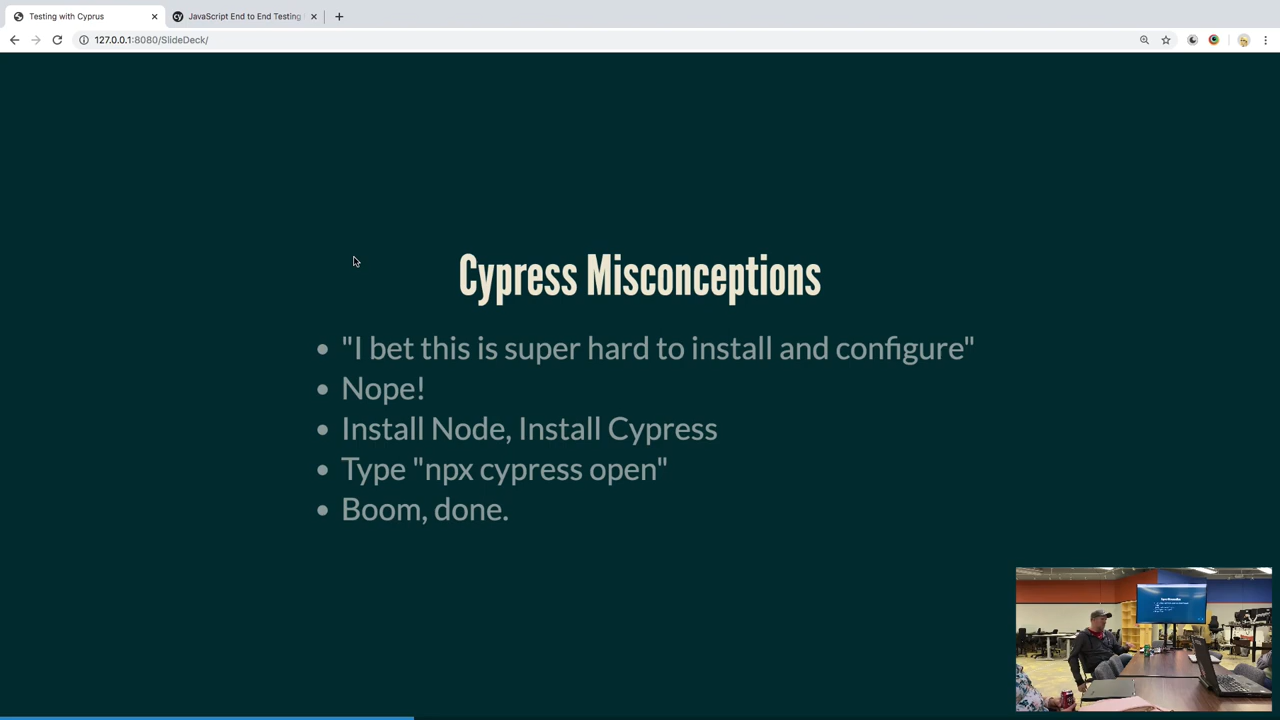 Testing with Cyprus
JavaScript End to End Testing
127.0.0.1:8080/SlideDeck/
Cypress Misconceptions
"I bet this is super hard to install and configure"
Nope!
Install Node, Install Cypress
Type "npx cypress open"
Boom, done.